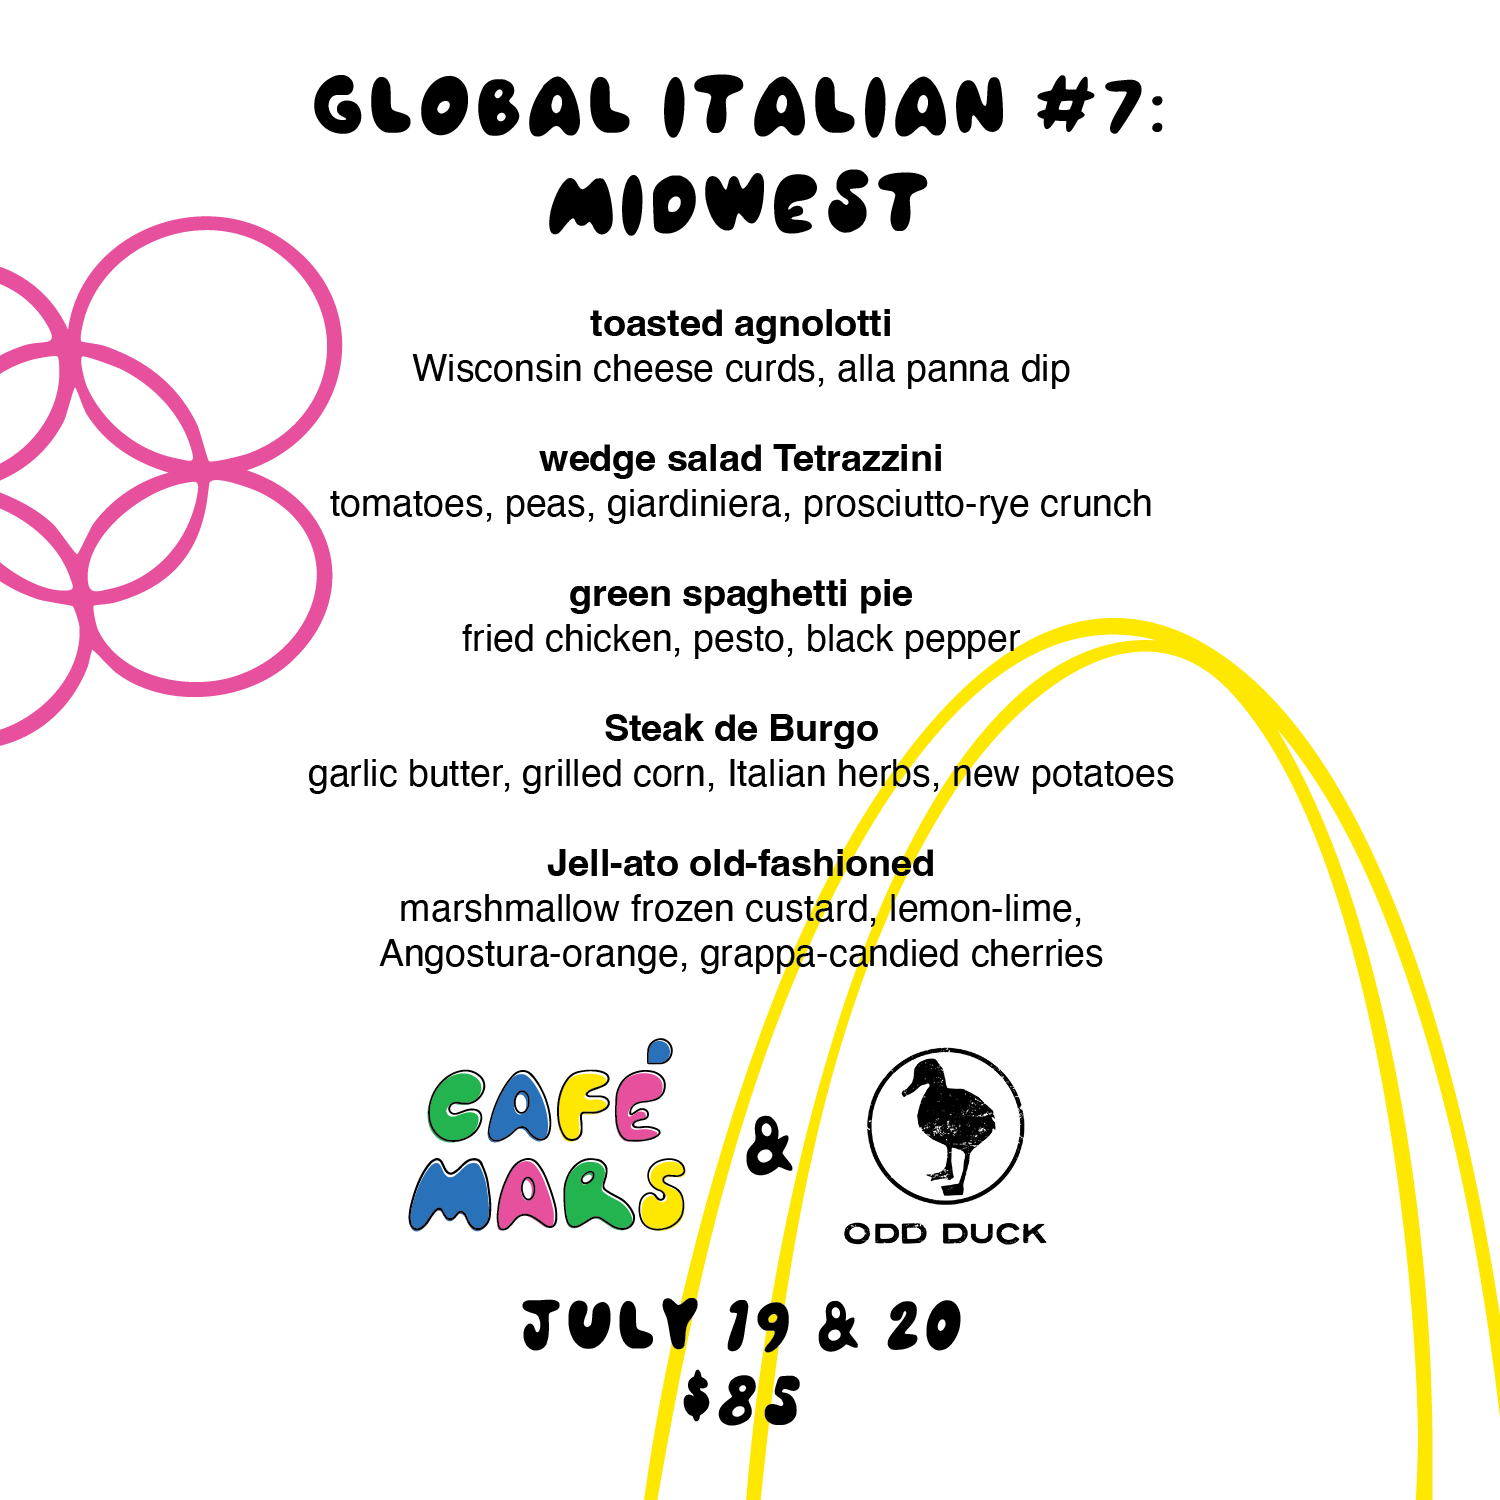 GLOBAL ITALIAN #7:
MIDWEST
toasted agnolotti
Wisconsin cheese curds, alla panna dip
wedge salad Tetrazzini
tomatoes, peas, giardiniera, prosciutto-rye crunch
green spaghetti pie
fried chicken, pesto, black pepper
Steak de Burgo
garlic butter, grilled corn, Italian herbs, new potatoes
Jell-ato old-fashioned
marshmallow frozen custard, lemon-lime,
Angostura-orange, grappa-candied cherries
CAFÉ
MARS
&
ODD DUCK
JULY 19 & 20
$85